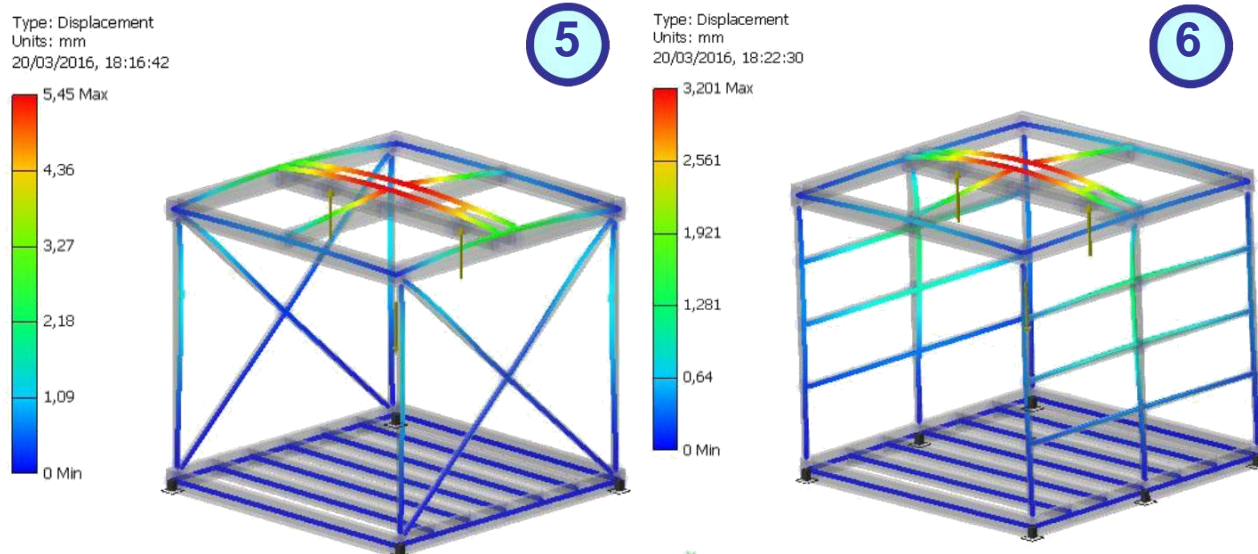 Type: Displacement
Units: mm
20/03/2016, 18:16:42
5
5,45 Max
4,36
3,27
2,18
1,09
0 Min
Type: Displacement
Units: mm
20/03/2016, 18:22:30
6
3,201 Max
2,561
1,921
1,281
0,64
0 Min